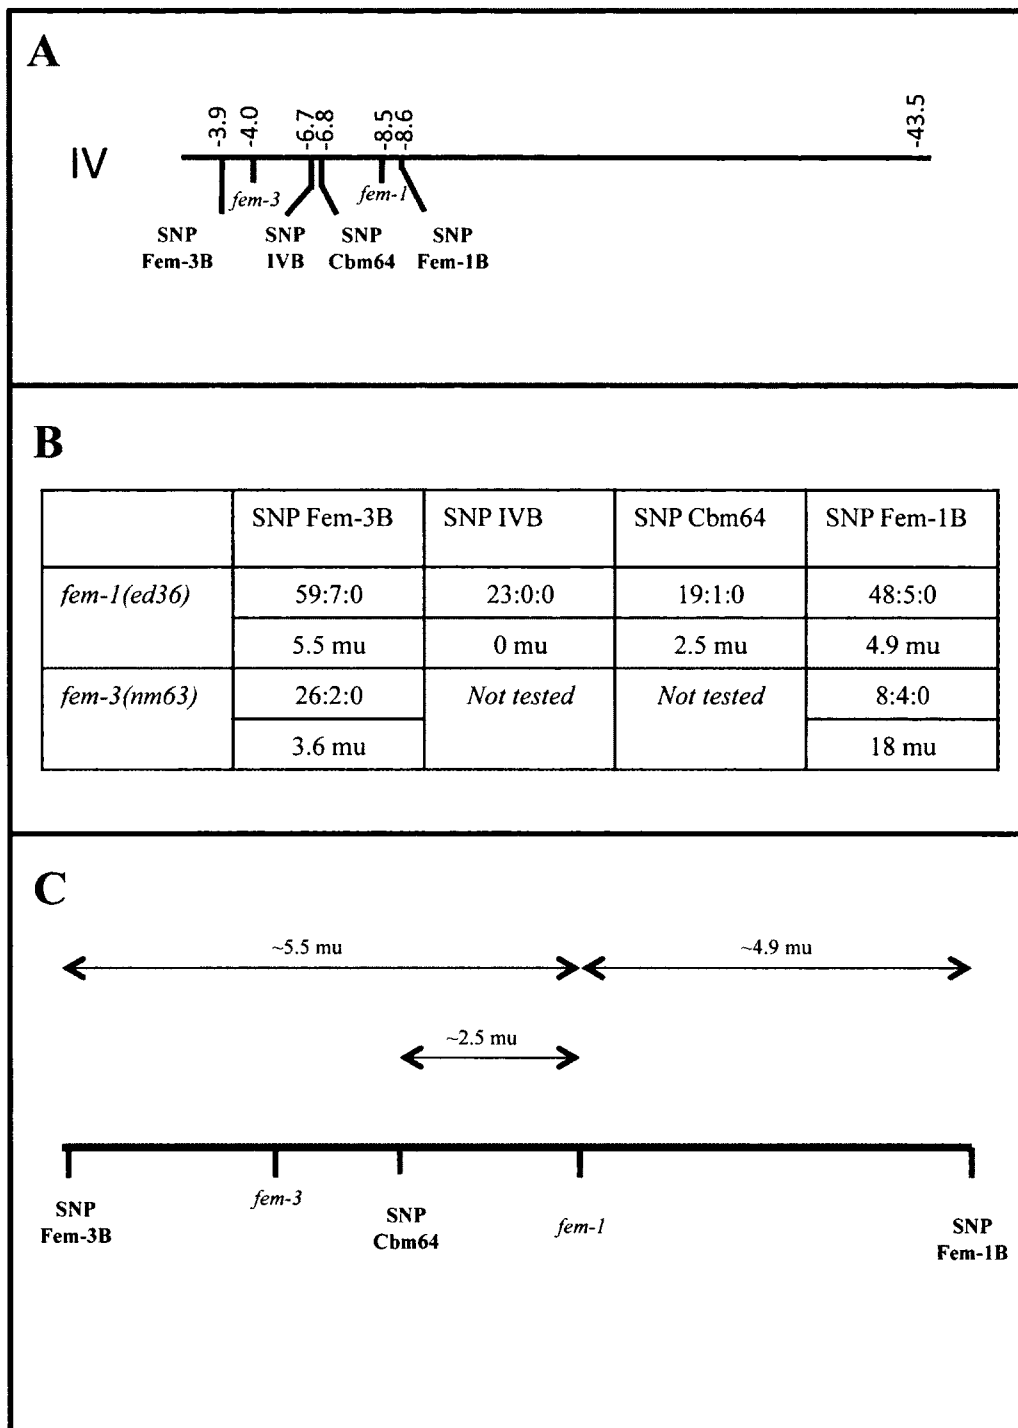 A
-3.9 -4.0 -6.7 -6.8 -8.5 -8.6 -43.5
IV
fem-3 fem-1
SNP SNP SNP SNP
Fem-3B IVB Cbm64 Fem-1B
B
SNP Fem-3B SNP IVB SNP Cbm64 SNP Fem-1B
fem-1(ed36) 59:7:0 23:0:0 19:1:0 48:5:0
5.5 mu 0 mu 2.5 mu 4.9 mu
fem-3(nm63) 26:2:0 Not tested Not tested 8:4:0
3.6 mu 18 mu
C
~5.5 mu ~4.9 mu
~2.5 mu
fem-3 fem-1
SNP SNP SNP
Fem-3B Cbm64 Fem-1B